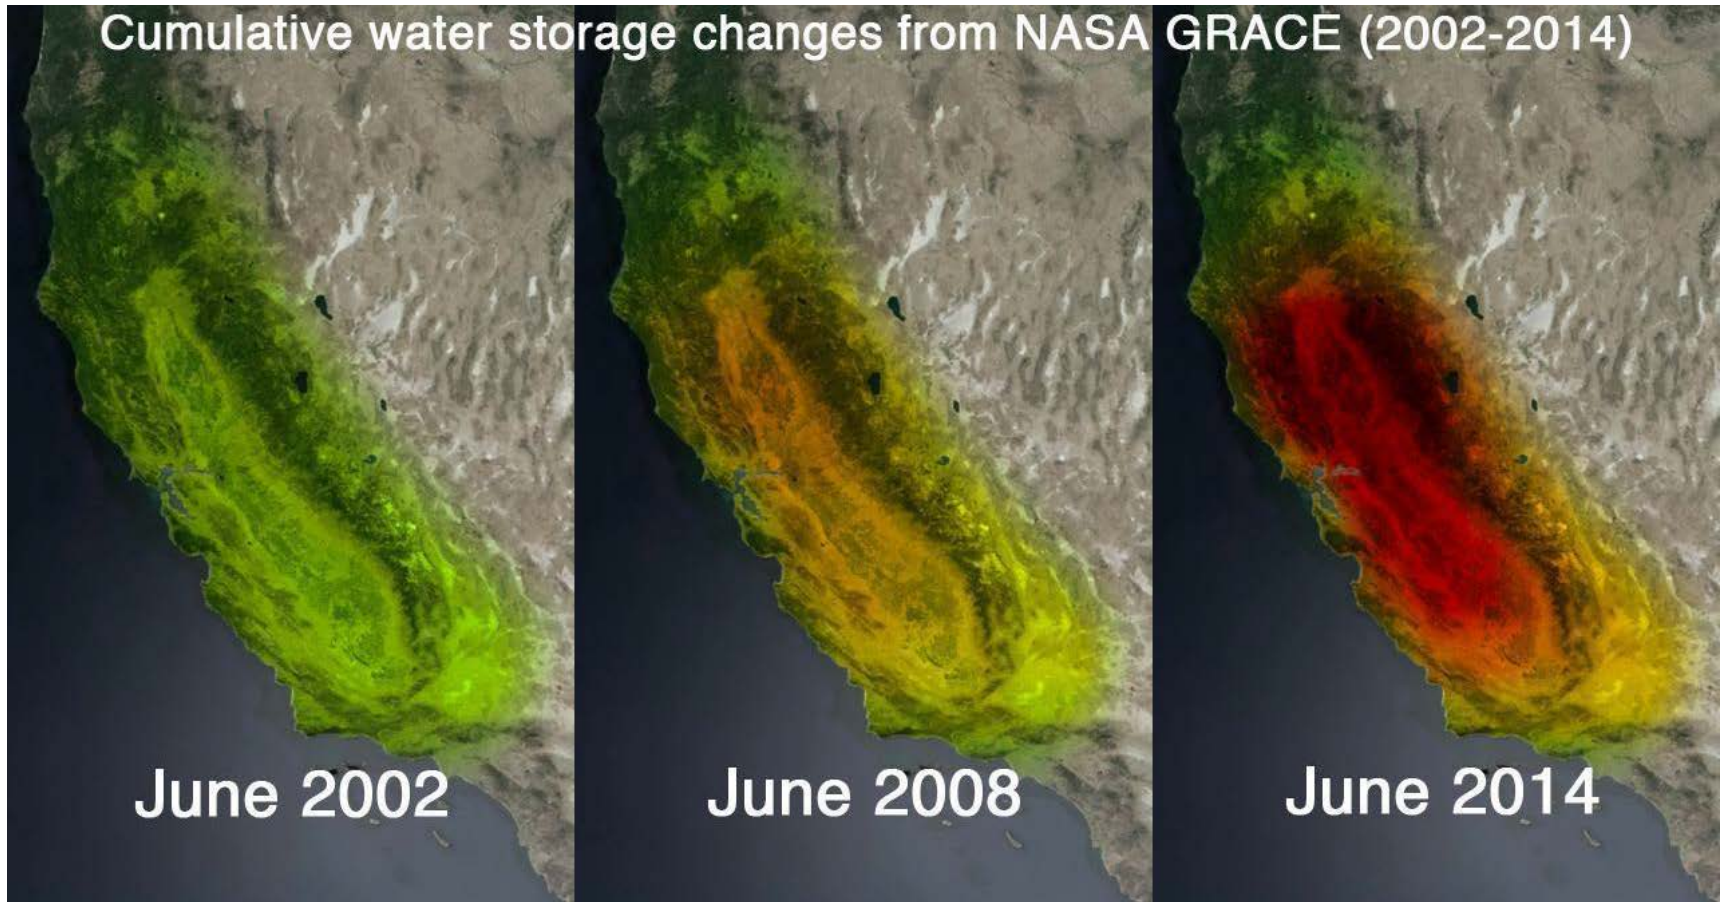 Cumulative water storage changes from NASA GRACE (2002-2014)
June 2002
June 2008
June 2014